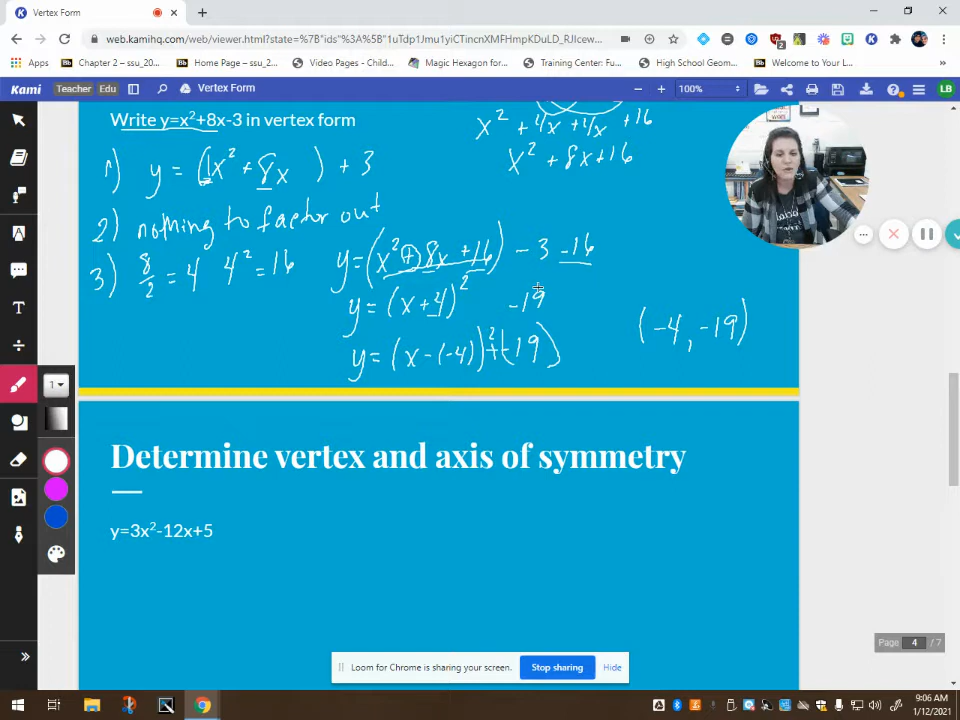 Vertex Form
web.kamihq.com/web/viewer.html?state=%7B"ids"%3A%5B"1uTdp1Jmu1yiCTincnXMFHmpKDuLD_RJIcew...
Apps Chapter 2 – ssu_20... Home Page – ssu_20... Video Pages - Child... Magic Hexagon for... Training Center: Fu... High School Geom... Welcome to Your L...
Kami Teacher Edu Vertex Form 100% LB
Write y=x²+8x-3 in vertex form
x² + 4x + 4x + 16
x² + 8x + 16
1) y = (1x² + 8x ) + 3
2) nothing to factor out
3) 8/2 = 4 4² = 16
y = (x² + 8x + 16) - 3 - 16
y = (x + 4)² -19
y = (x - (-4))² + (-19)
(-4, -19)
Determine vertex and axis of symmetry
y=3x²-12x+5
1
Page 4 / 7
Loom for Chrome is sharing your screen. Stop sharing Hide
9:06 AM
1/12/2021